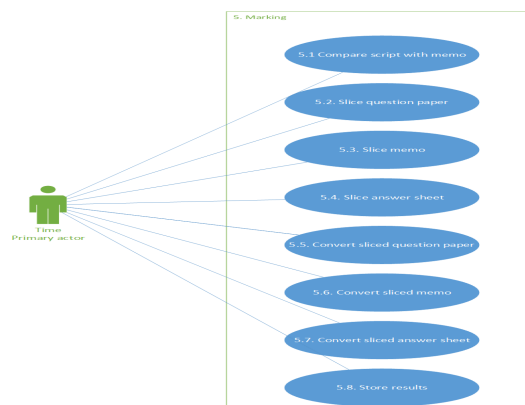 5. Marking
5.1 Compare script with memo
5.2. Slice question paper
5.3. Slice memo
5.4. Slice answer sheet
Time
Primary actor
5.5. Convert sliced question paper
5.6. Convert sliced memo
5.7. Convert sliced answer sheet
5.8. Store results